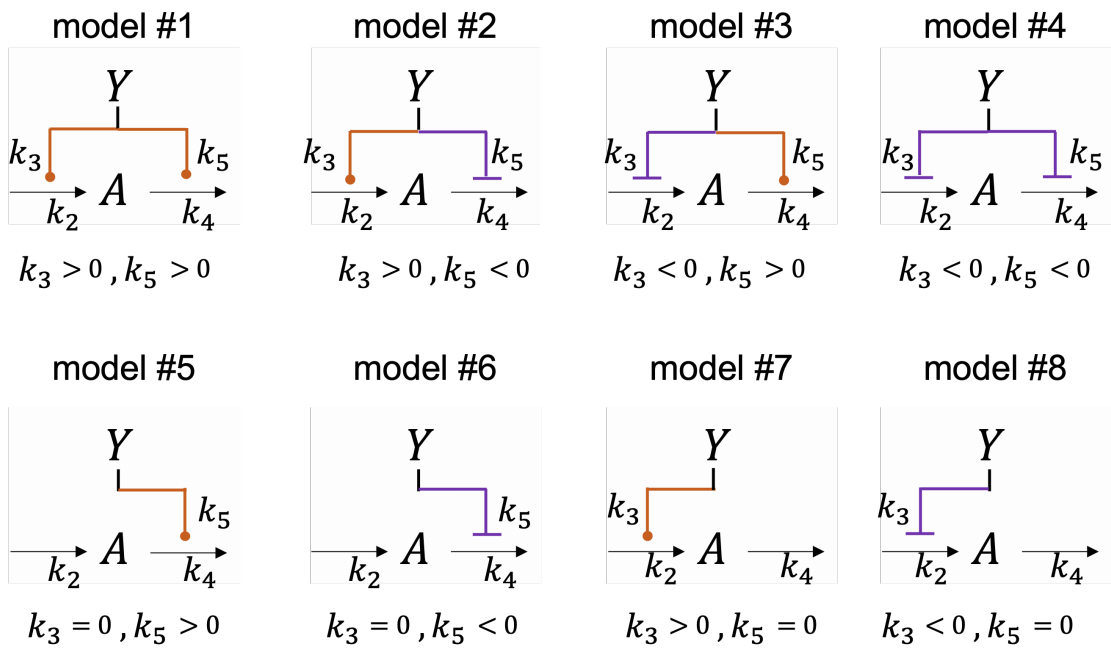 model #1 model #2 model #3 model #4
Y Y Y Y
k₃ k₅ k₃ k₅ k₃ k₅ k₃ k₅
A A A A
k₂ k₄ k₂ k₄ k₂ k₄ k₂ k₄
k₃ > 0 , k₅ > 0 k₃ > 0 , k₅ < 0 k₃ < 0 , k₅ > 0 k₃ < 0 , k₅ < 0
model #5 model #6 model #7 model #8
Y Y Y Y
k₅ k₅ k₃ k₃
A A A A
k₂ k₄ k₂ k₄ k₂ k₄ k₂ k₄
k₃ = 0 , k₅ > 0 k₃ = 0 , k₅ < 0 k₃ > 0 , k₅ = 0 k₃ < 0 , k₅ = 0